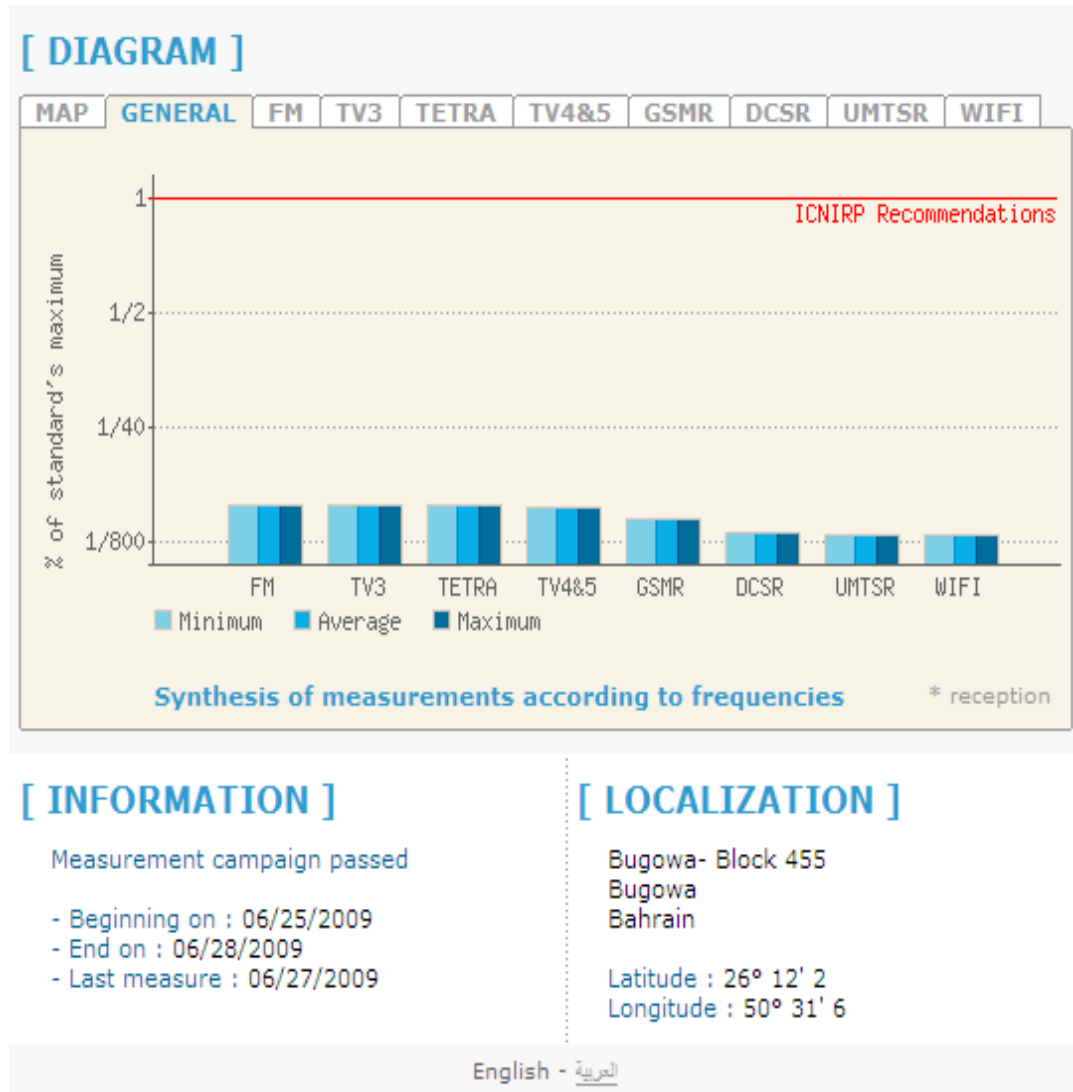 [ DIAGRAM ]
MAP GENERAL FM TV3 TETRA TV4&5 GSMR DCSR UMTSR WIFI
1
ICNIRP Recommendations
1/2
1/40
1/800
% of standard's maximum
FM TV3 TETRA TV4&5 GSMR DCSR UMTSR WIFI
Minimum Average Maximum
Synthesis of measurements according to frequencies
* reception
[ INFORMATION ]
Measurement campaign passed
- Beginning on : 06/25/2009
- End on : 06/28/2009
- Last measure : 06/27/2009
[ LOCALIZATION ]
Bugowa- Block 455
Bugowa
Bahrain
Latitude : 26º 12' 2
Longitude : 50º 31' 6
English - العربية